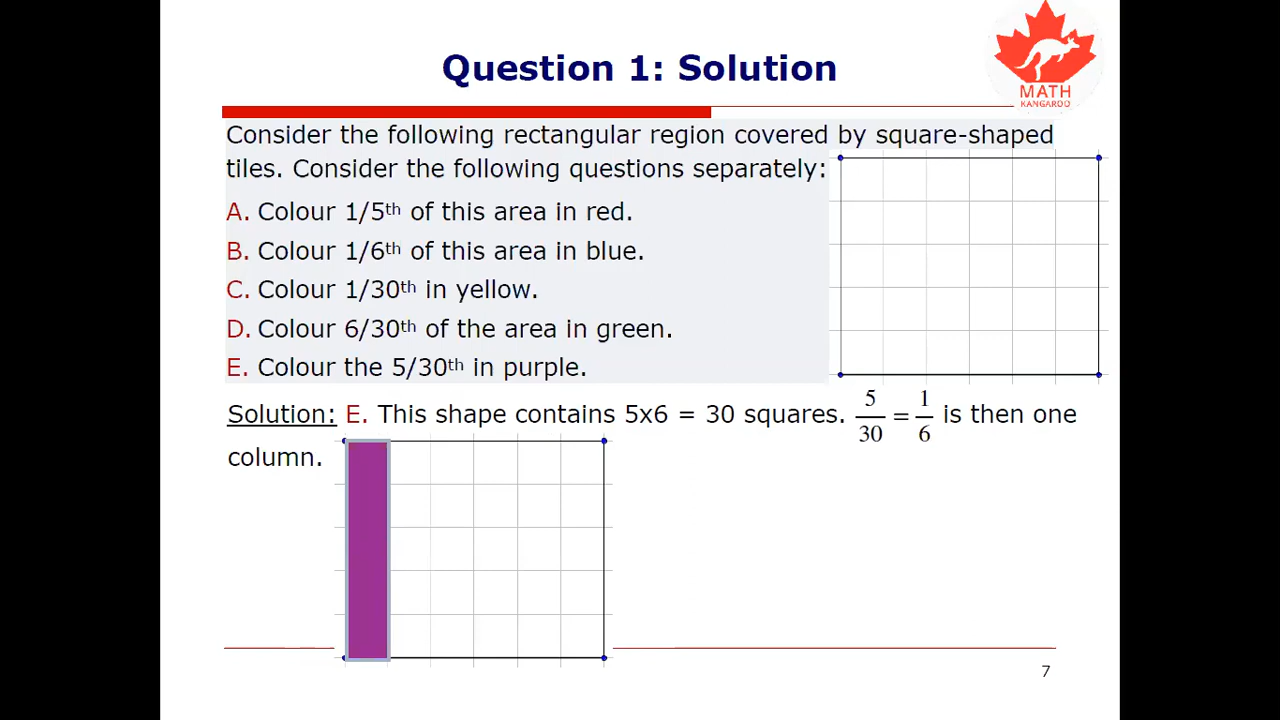 MATH
KANGAROO
Question 1: Solution
Consider the following rectangular region covered by square-shaped
tiles. Consider the following questions separately:
A. Colour 1/5th of this area in red.
B. Colour 1/6th of this area in blue.
C. Colour 1/30th in yellow.
D. Colour 6/30th of the area in green.
E. Colour the 5/30th in purple.
Solution: E. This shape contains 5x6 = 30 squares. 5/30 = 1/6 is then one
column.
7